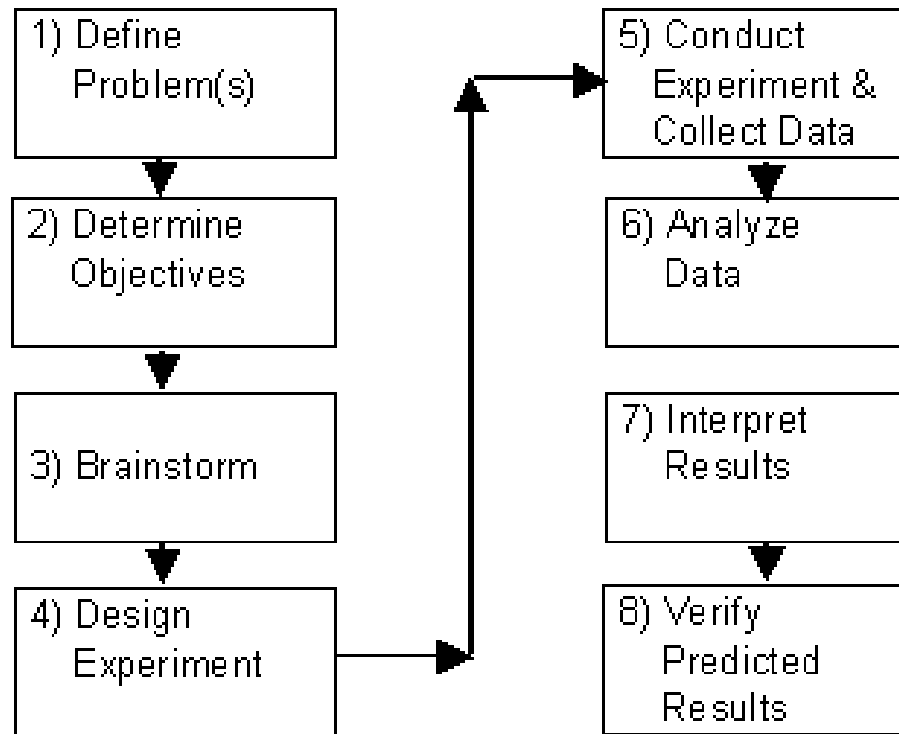 1) Define
Problem(s)
2) Determine
Objectives
3) Brainstorm
4) Design
Experiment
5) Conduct
Experiment &
Collect Data
6) Analyze
Data
7) Interpret
Results
8) Verify
Predicted
Results